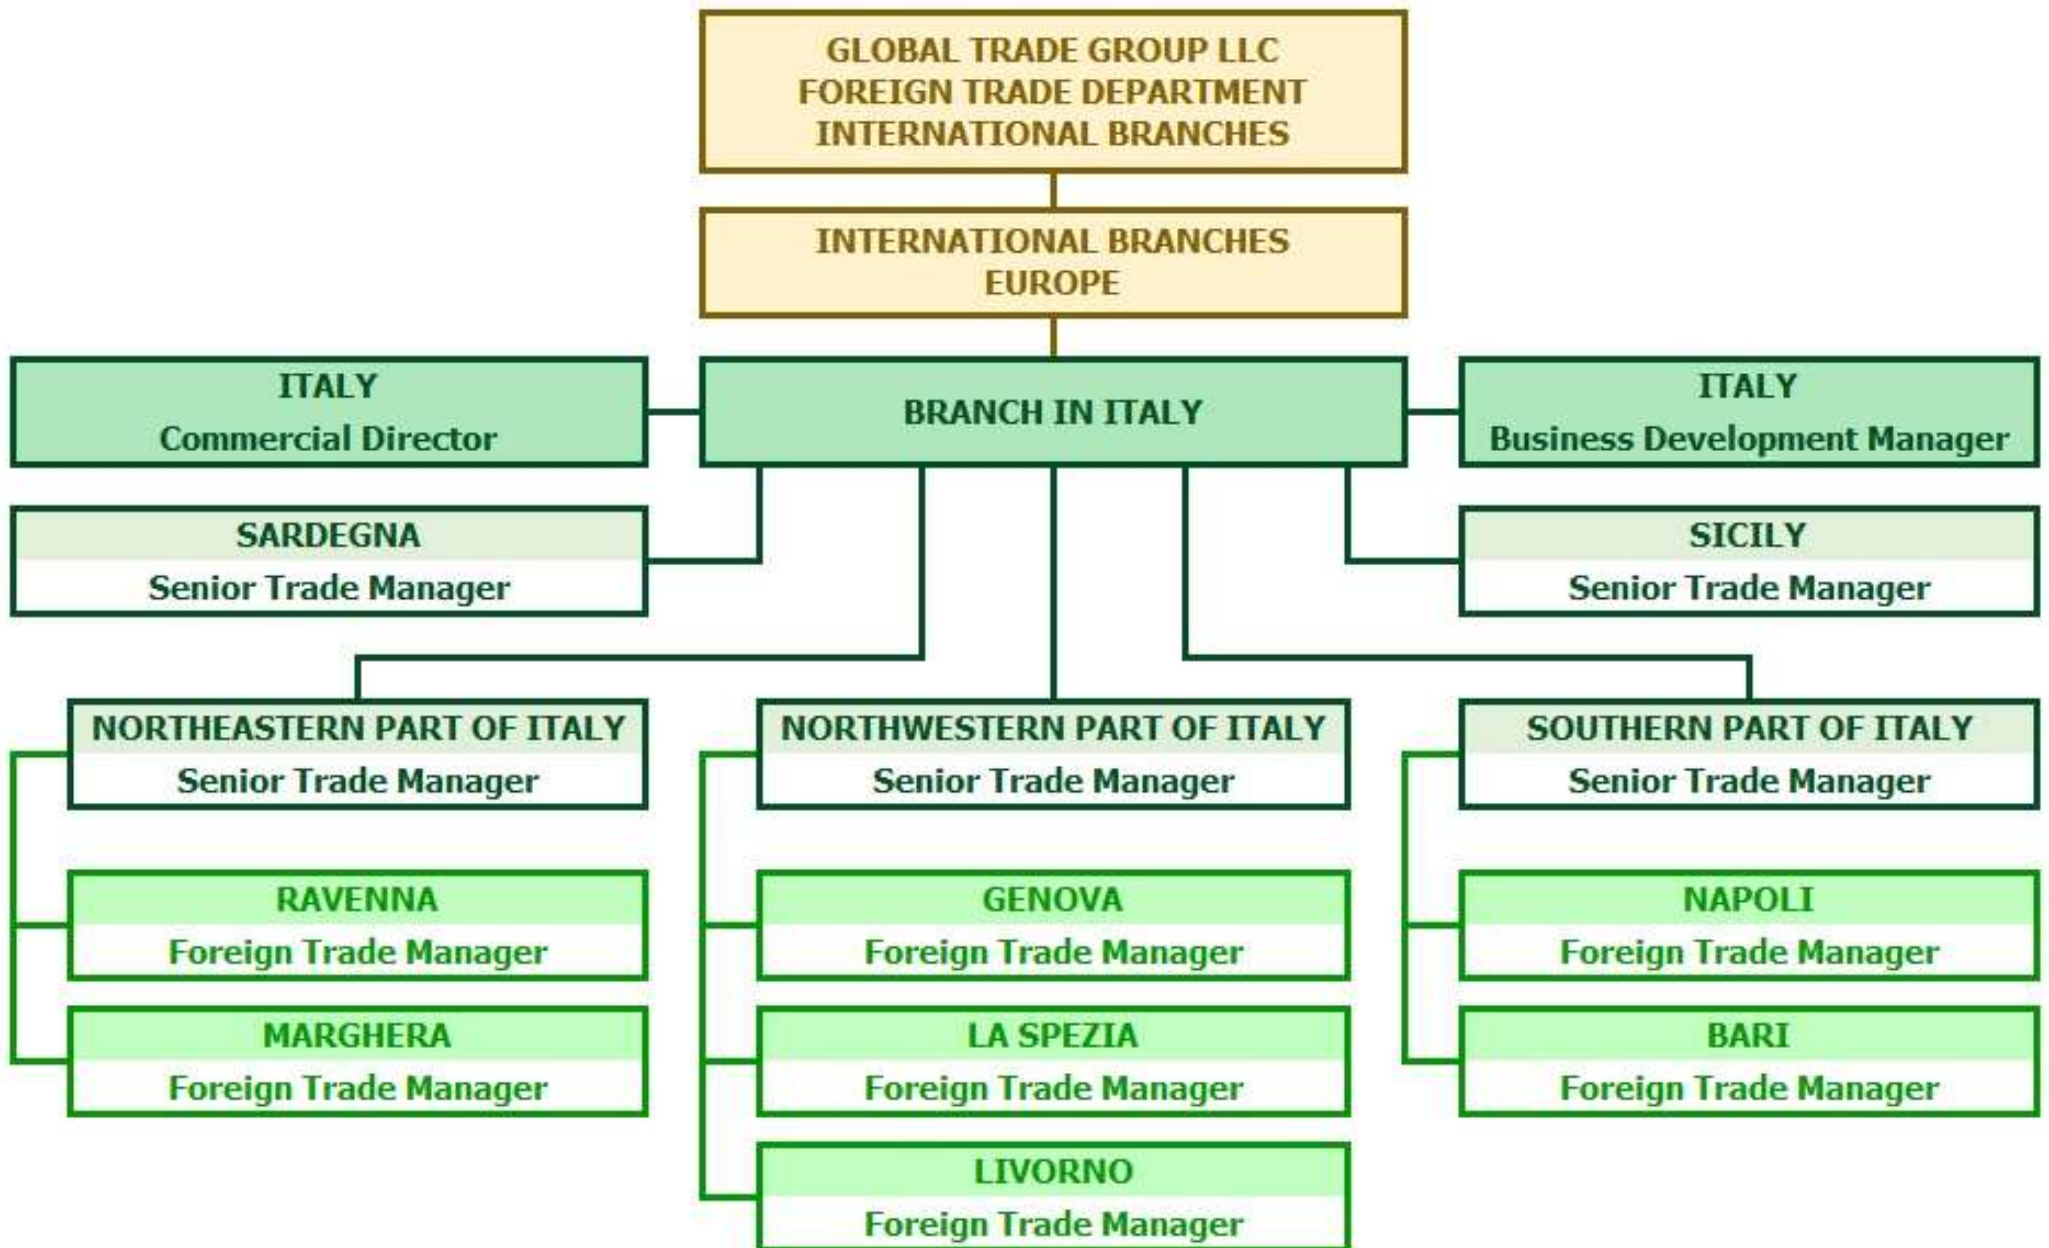 GLOBAL TRADE GROUP LLC
FOREIGN TRADE DEPARTMENT
INTERNATIONAL BRANCHES
INTERNATIONAL BRANCHES
EUROPE
ITALY
Commercial Director
BRANCH IN ITALY
ITALY
Business Development Manager
SARDEGNA
Senior Trade Manager
SICILY
Senior Trade Manager
NORTHEASTERN PART OF ITALY
Senior Trade Manager
NORTHWESTERN PART OF ITALY
Senior Trade Manager
SOUTHERN PART OF ITALY
Senior Trade Manager
RAVENNA
Foreign Trade Manager
MARGHERA
Foreign Trade Manager
GENOVA
Foreign Trade Manager
LA SPEZIA
Foreign Trade Manager
LIVORNO
Foreign Trade Manager
NAPOLI
Foreign Trade Manager
BARI
Foreign Trade Manager